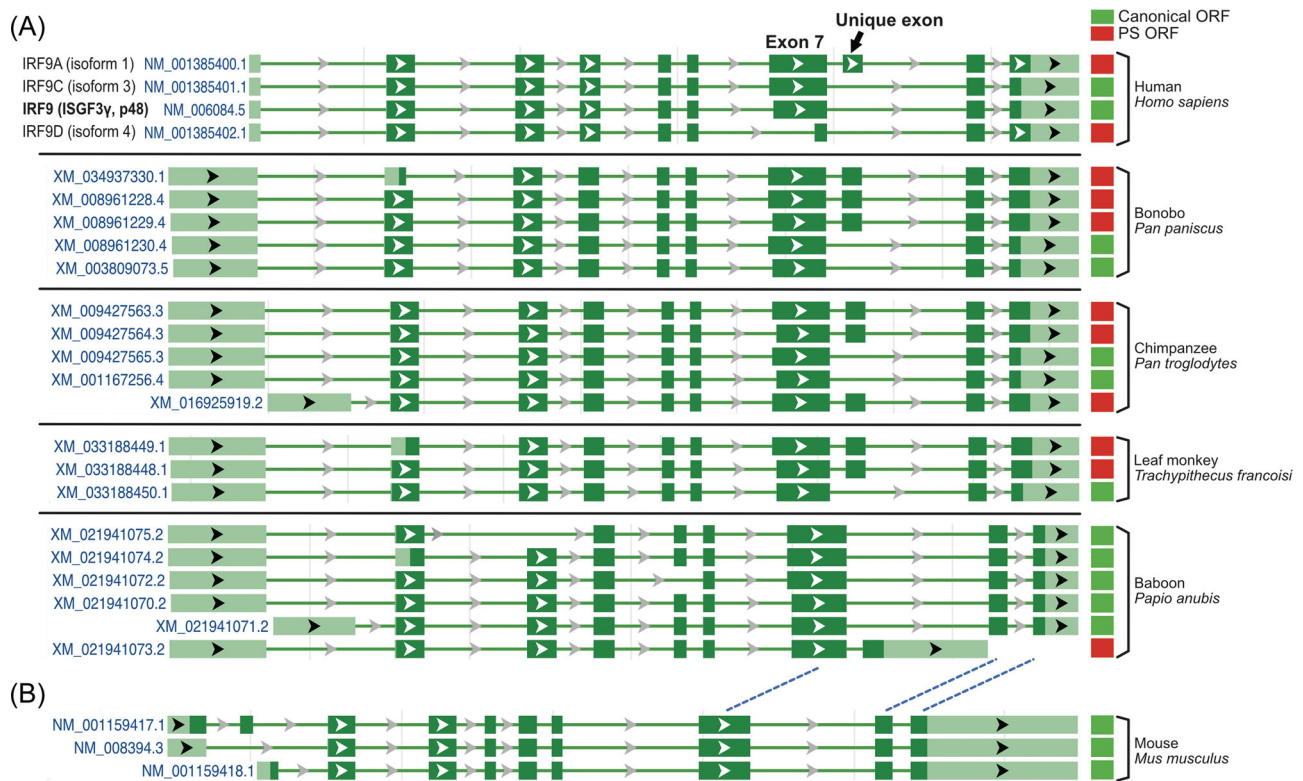 (A)
Unique exon
Exon 7
Canonical ORF
PS ORF
IRF9A (isoform 1) NM_001385400.1
IRF9C (isoform 3) NM_001385401.1
IRF9 (ISGF3γ, p48) NM_006084.5
IRF9D (isoform 4) NM_001385402.1
Human
Homo sapiens
XM_034937330.1
XM_008961228.4
XM_008961229.4
XM_008961230.4
XM_003809073.5
Bonobo
Pan paniscus
XM_009427563.3
XM_009427564.3
XM_009427565.3
XM_001167256.4
XM_016925919.2
Chimpanzee
Pan troglodytes
XM_033188449.1
XM_033188448.1
XM_033188450.1
Leaf monkey
Trachypithecus francoisi
XM_021941075.2
XM_021941074.2
XM_021941072.2
XM_021941070.2
XM_021941071.2
XM_021941073.2
Baboon
Papio anubis
(B)
NM_001159417.1
NM_008394.3
NM_001159418.1
Mouse
Mus musculus